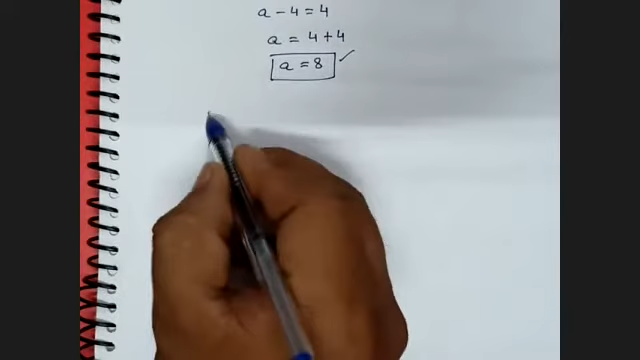 a - 4 = 4
a = 4 + 4
a = 8 ✓